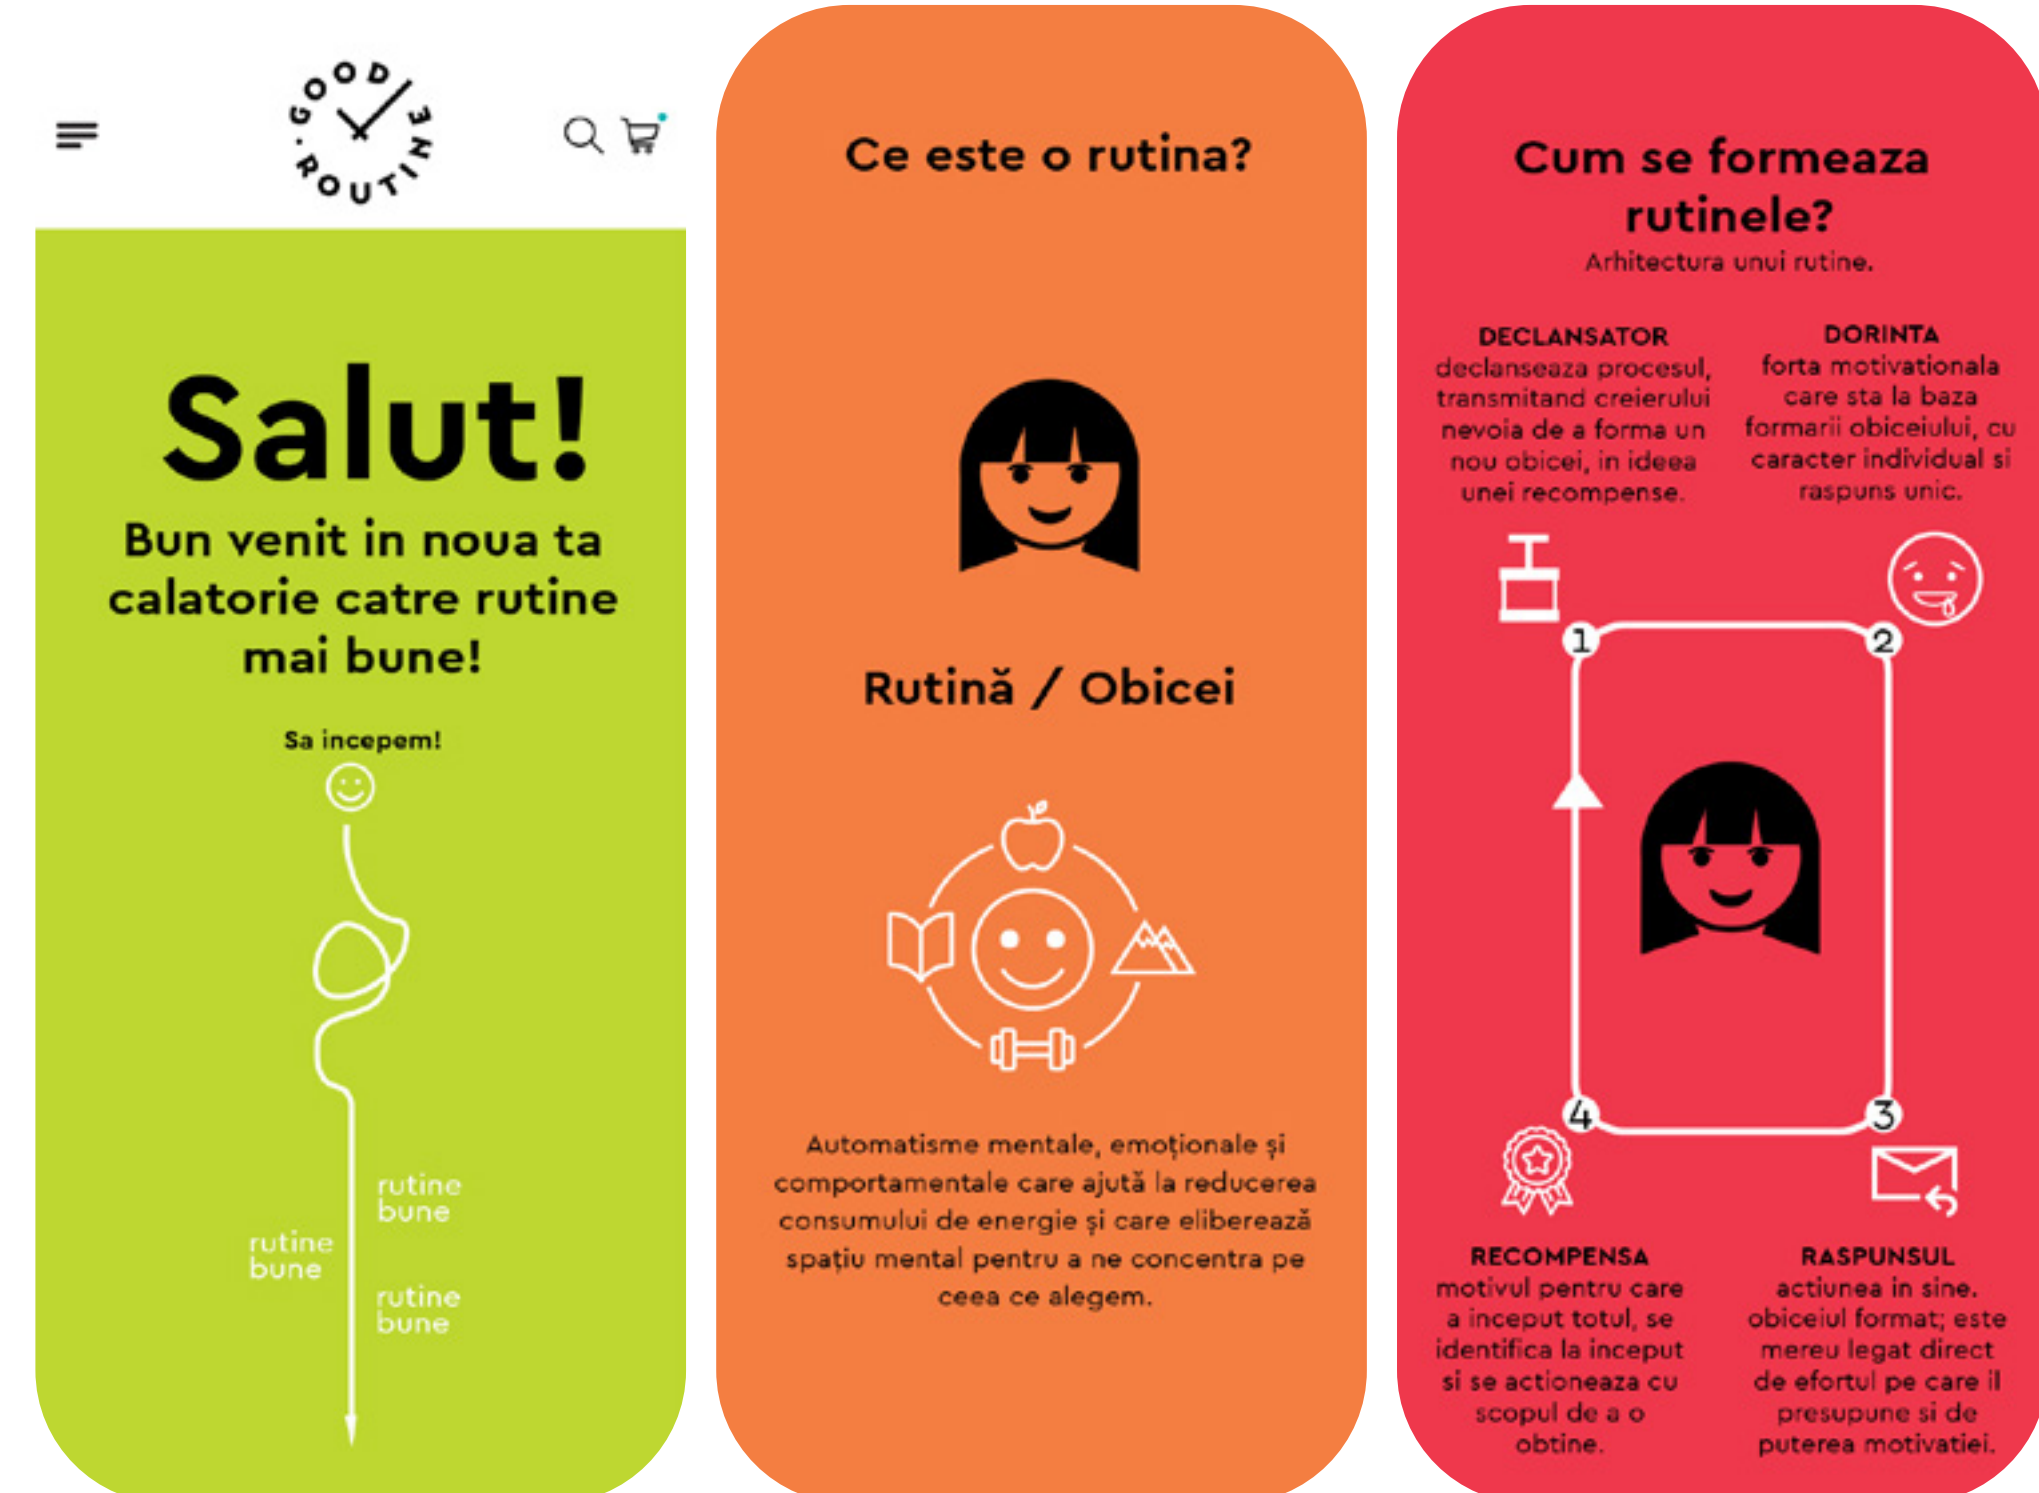 GOOD
ROUTINE
Salut!
Bun venit in noua ta
calatorie catre rutine
mai bune!
Sa incepem!
rutine
bune
rutine
bune
rutine
bune
Ce este o rutina?
Rutină / Obicei
Automatisme mentale, emoționale și
comportamentale care ajută la reducerea
consumului de energie și care eliberează
spațiu mental pentru a ne concentra pe
ceea ce alegem.
Cum se formeaza
rutinele?
Arhitectura unui rutine.
DECLANSATOR
declanseaza procesul,
transmitand creierului
nevoia de a forma un
nou obicei, in ideea
unei recompense.
DORINTA
forta motivationala
care sta la baza
formarii obiceiului, cu
caracter individual si
raspuns unic.
1
2
4
3
RECOMPENSA
motivul pentru care
a inceput totul, se
identifica la inceput
si se actioneaza cu
scopul de a o
obtine.
RASPUNSUL
actiunea in sine.
obiceiul format; este
mereu legat direct
de efortul pe care il
presupune si de
puterea motivatiei.